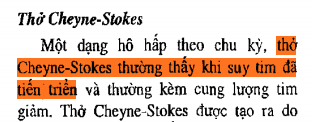 Thở Cheyne-Stokes
Một dạng hô hấp theo chu kỳ, thở
Cheyne-Stokes thường thấy khi suy tim đã
tiến triển và thường kèm cung lượng tim
giảm. Thở Cheyne-Stokes được tạo ra do